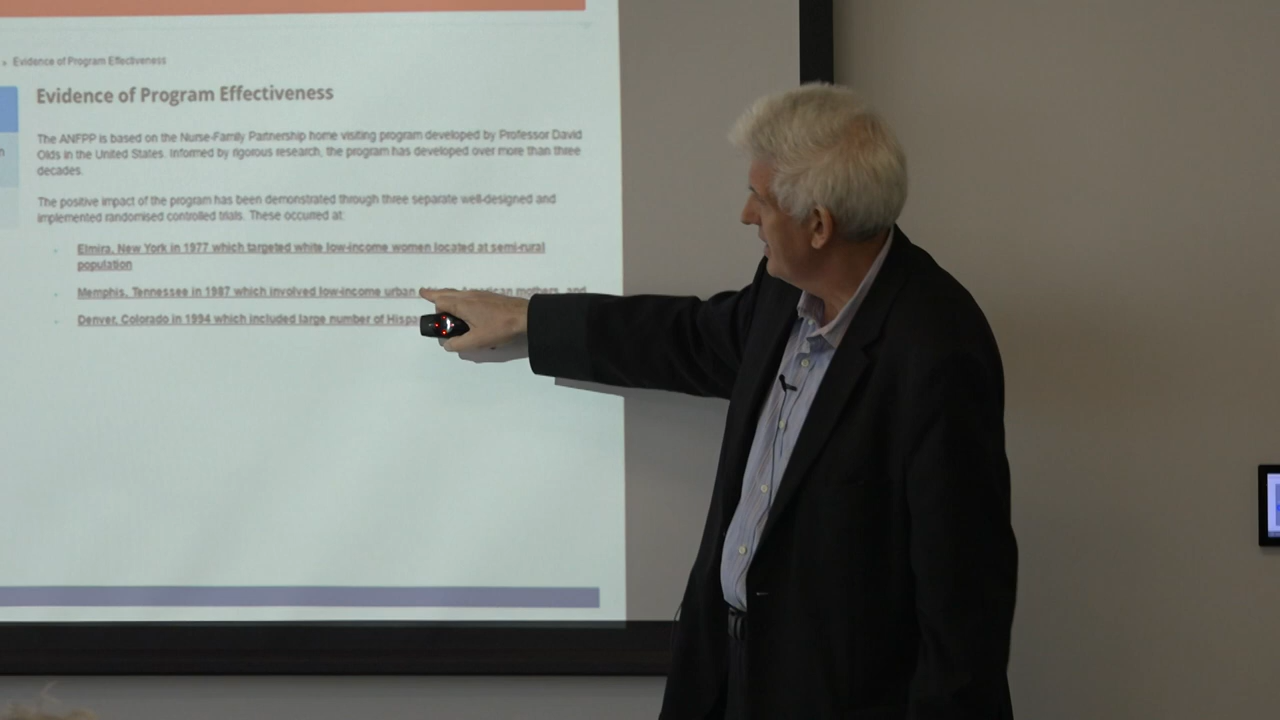 » Evidence of Program Effectiveness
Evidence of Program Effectiveness
The ANFPP is based on the Nurse-Family Partnership home visiting program developed by Professor David
Olds in the United States. Informed by rigorous research, the program has developed over more than three
decades.
The positive impact of the program has been demonstrated through three separate well-designed and
implemented randomised controlled trials. These occurred at:
Elmira, New York in 1977 which targeted white low-income women located at semi-rural
population
Memphis, Tennessee in 1987 which involved low-income urban American mothers, and
Denver, Colorado in 1994 which included large number of